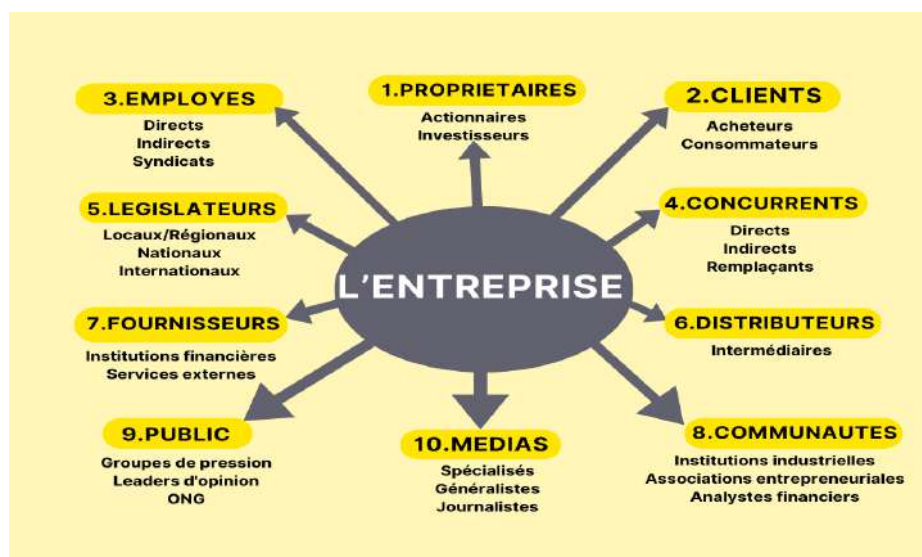 1.PROPRIETAIRES
Actionnaires
Investisseurs
2.CLIENTS
Acheteurs
Consommateurs
3.EMPLOYES
Directs
Indirects
Syndicats
4.CONCURRENTS
Directs
Indirects
Remplaçants
5.LEGISLATEURS
Locaux/Régionaux
Nationaux
Internationaux
L'ENTREPRISE
6.DISTRIBUTEURS
Intermédiaires
7.FOURNISSEURS
Institutions financières
Services externes
8.COMMUNAUTES
Institutions industrielles
Associations entrepreneuriales
Analystes financiers
9.PUBLIC
Groupes de pression
Leaders d'opinion
ONG
10.MEDIAS
Spécialisés
Généralistes
Journalistes